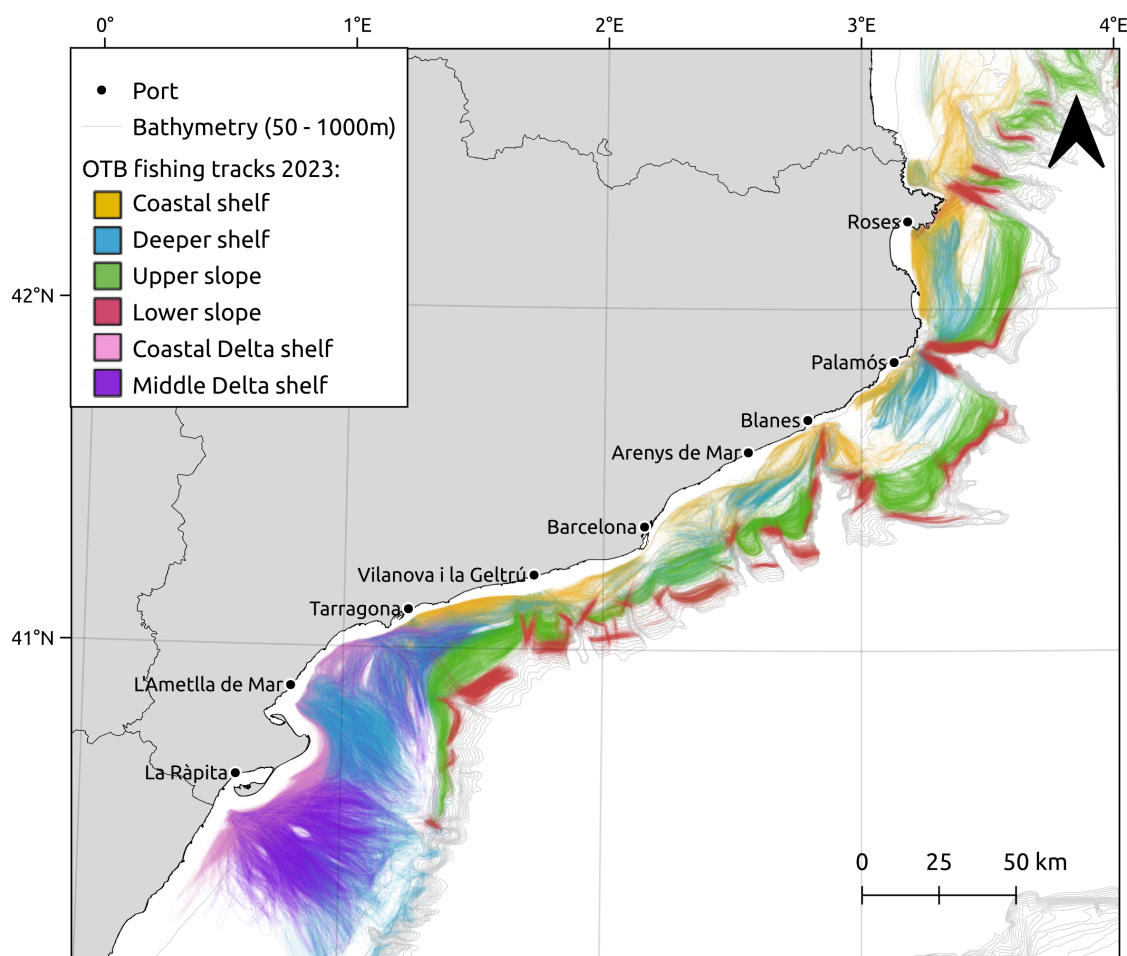 0° 1°E 2°E 3°E 4°E
Port
Bathymetry (50 - 1000m)
OTB fishing tracks 2023:
Coastal shelf
Deeper shelf
Upper slope
Lower slope
Coastal Delta shelf
Middle Delta shelf
Roses
42°N
Palamós
Blanes
Arenys de Mar
Barcelona
Vilanova i la Geltrú
Tarragona
41°N
L'Ametlla de Mar
La Ràpita
0 25 50 km